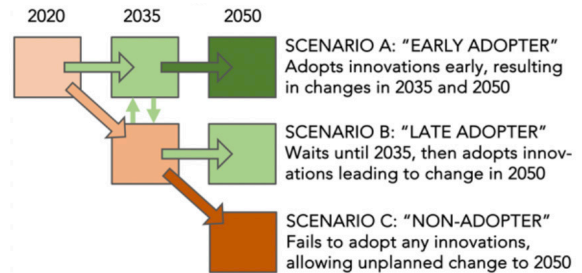 2020 2035 2050
SCENARIO A: “EARLY ADOPTER”
Adopts innovations early, resulting
in changes in 2035 and 2050
SCENARIO B: “LATE ADOPTER”
Waits until 2035, then adopts innov-
ations leading to change in 2050
SCENARIO C: “NON-ADOPTER”
Fails to adopt any innovations,
allowing unplanned change to 2050